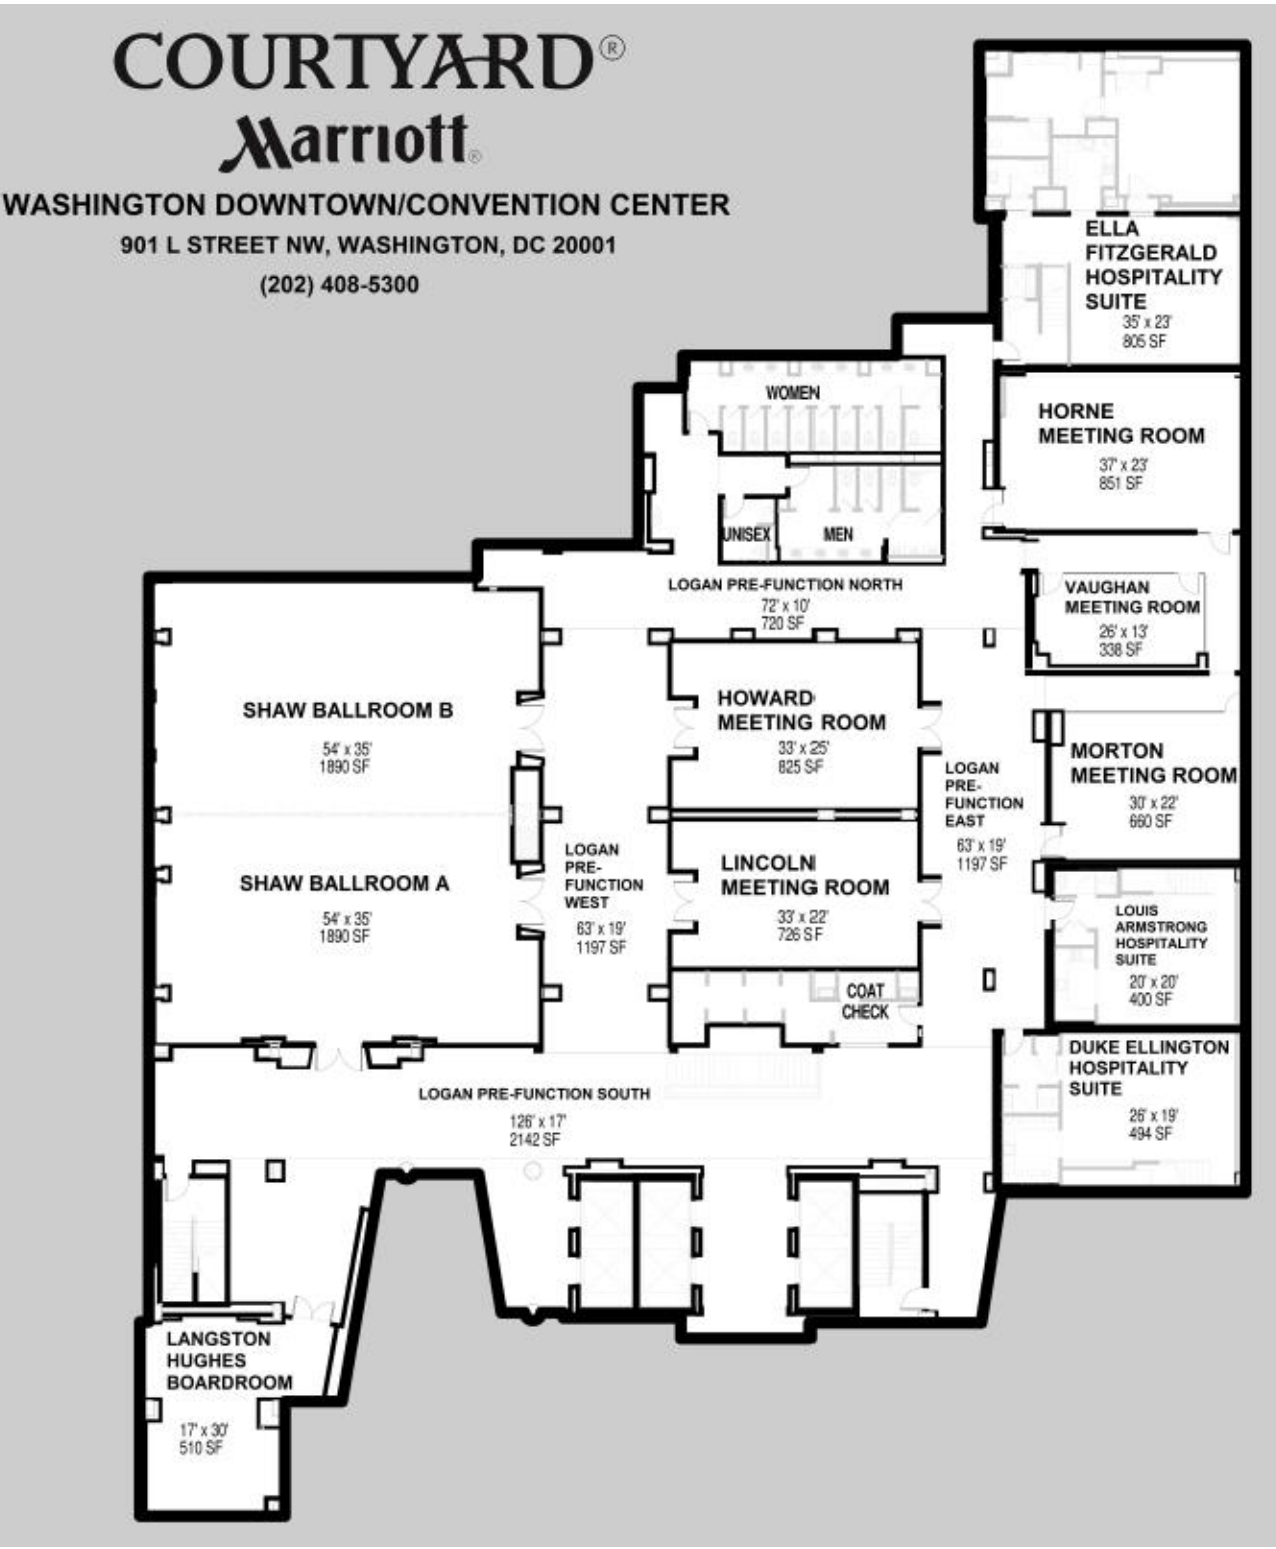 COURTYARD®
Marriott®
WASHINGTON DOWNTOWN/CONVENTION CENTER
901 L STREET NW, WASHINGTON, DC 20001
(202) 408-5300
ELLA
FITZGERALD
HOSPITALITY
SUITE
35' x 23'
805 SF
WOMEN
HORNE
MEETING ROOM
37' x 23'
851 SF
UNISEX
MEN
LOGAN PRE-FUNCTION NORTH
72' x 10'
720 SF
VAUGHAN
MEETING ROOM
26' x 13'
338 SF
SHAW BALLROOM B
54' x 35'
1890 SF
HOWARD
MEETING ROOM
33' x 25'
825 SF
LOGAN
PRE-
FUNCTION
EAST
63' x 19'
1197 SF
MORTON
MEETING ROOM
30' x 22'
660 SF
SHAW BALLROOM A
54' x 35'
1890 SF
LOGAN
PRE-
FUNCTION
WEST
63' x 19'
1197 SF
LINCOLN
MEETING ROOM
33' x 22'
726 SF
LOUIS
ARMSTRONG
HOSPITALITY
SUITE
20' x 20'
400 SF
COAT
CHECK
DUKE ELLINGTON
HOSPITALITY
SUITE
26' x 19'
494 SF
LOGAN PRE-FUNCTION SOUTH
126' x 17'
2142 SF
LANGSTON
HUGHES
BOARDROOM
17' x 30'
510 SF